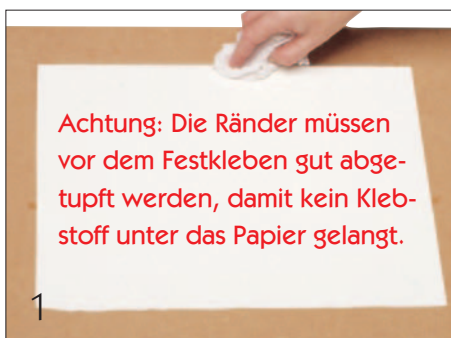 Achtung: Die Ränder müssen
vor dem Festkleben gut abge-
tupft werden, damit kein Kleb-
stoff unter das Papier gelangt.
1